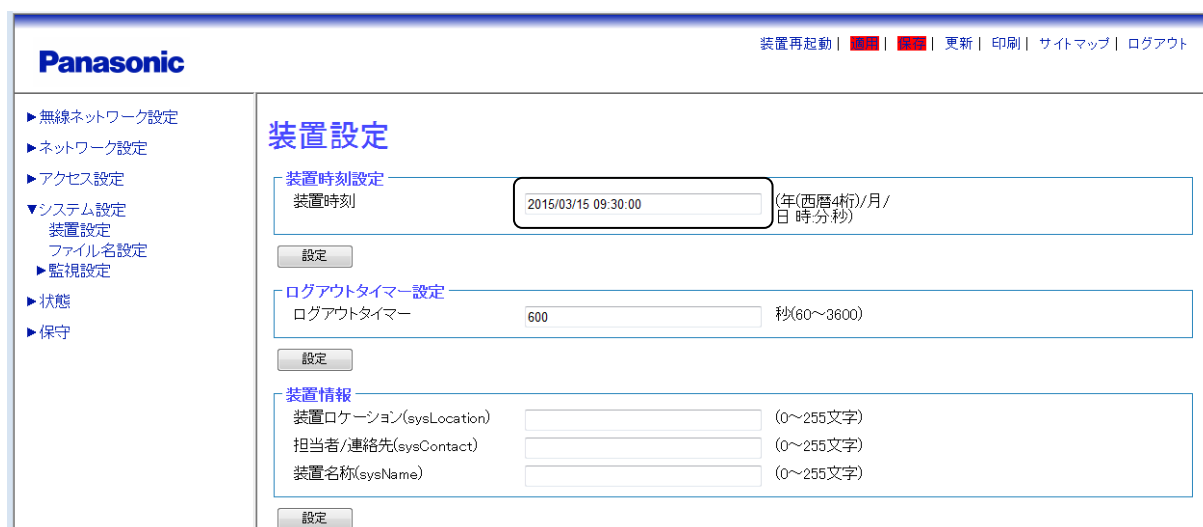 Panasonic
装置再起動| 適用| 保存| 更新| 印刷| サイトマップ| ログアウト
▶無線ネットワーク設定
▶ネットワーク設定
▶アクセス設定
▼システム設定
装置設定
ファイル名設定
▶監視設定
▶状態
▶保守
装置設定
装置時刻設定
装置時刻 2015/03/15 09:30:00 (年(西暦4桁)/月/
日 時:分:秒)
設定
ログアウトタイマー設定
ログアウトタイマー 600 秒(60～3600)
設定
装置情報
装置ロケーション(sysLocation) (0～255文字)
担当者/連絡先(sysContact) (0～255文字)
装置名称(sysName) (0～255文字)
設定